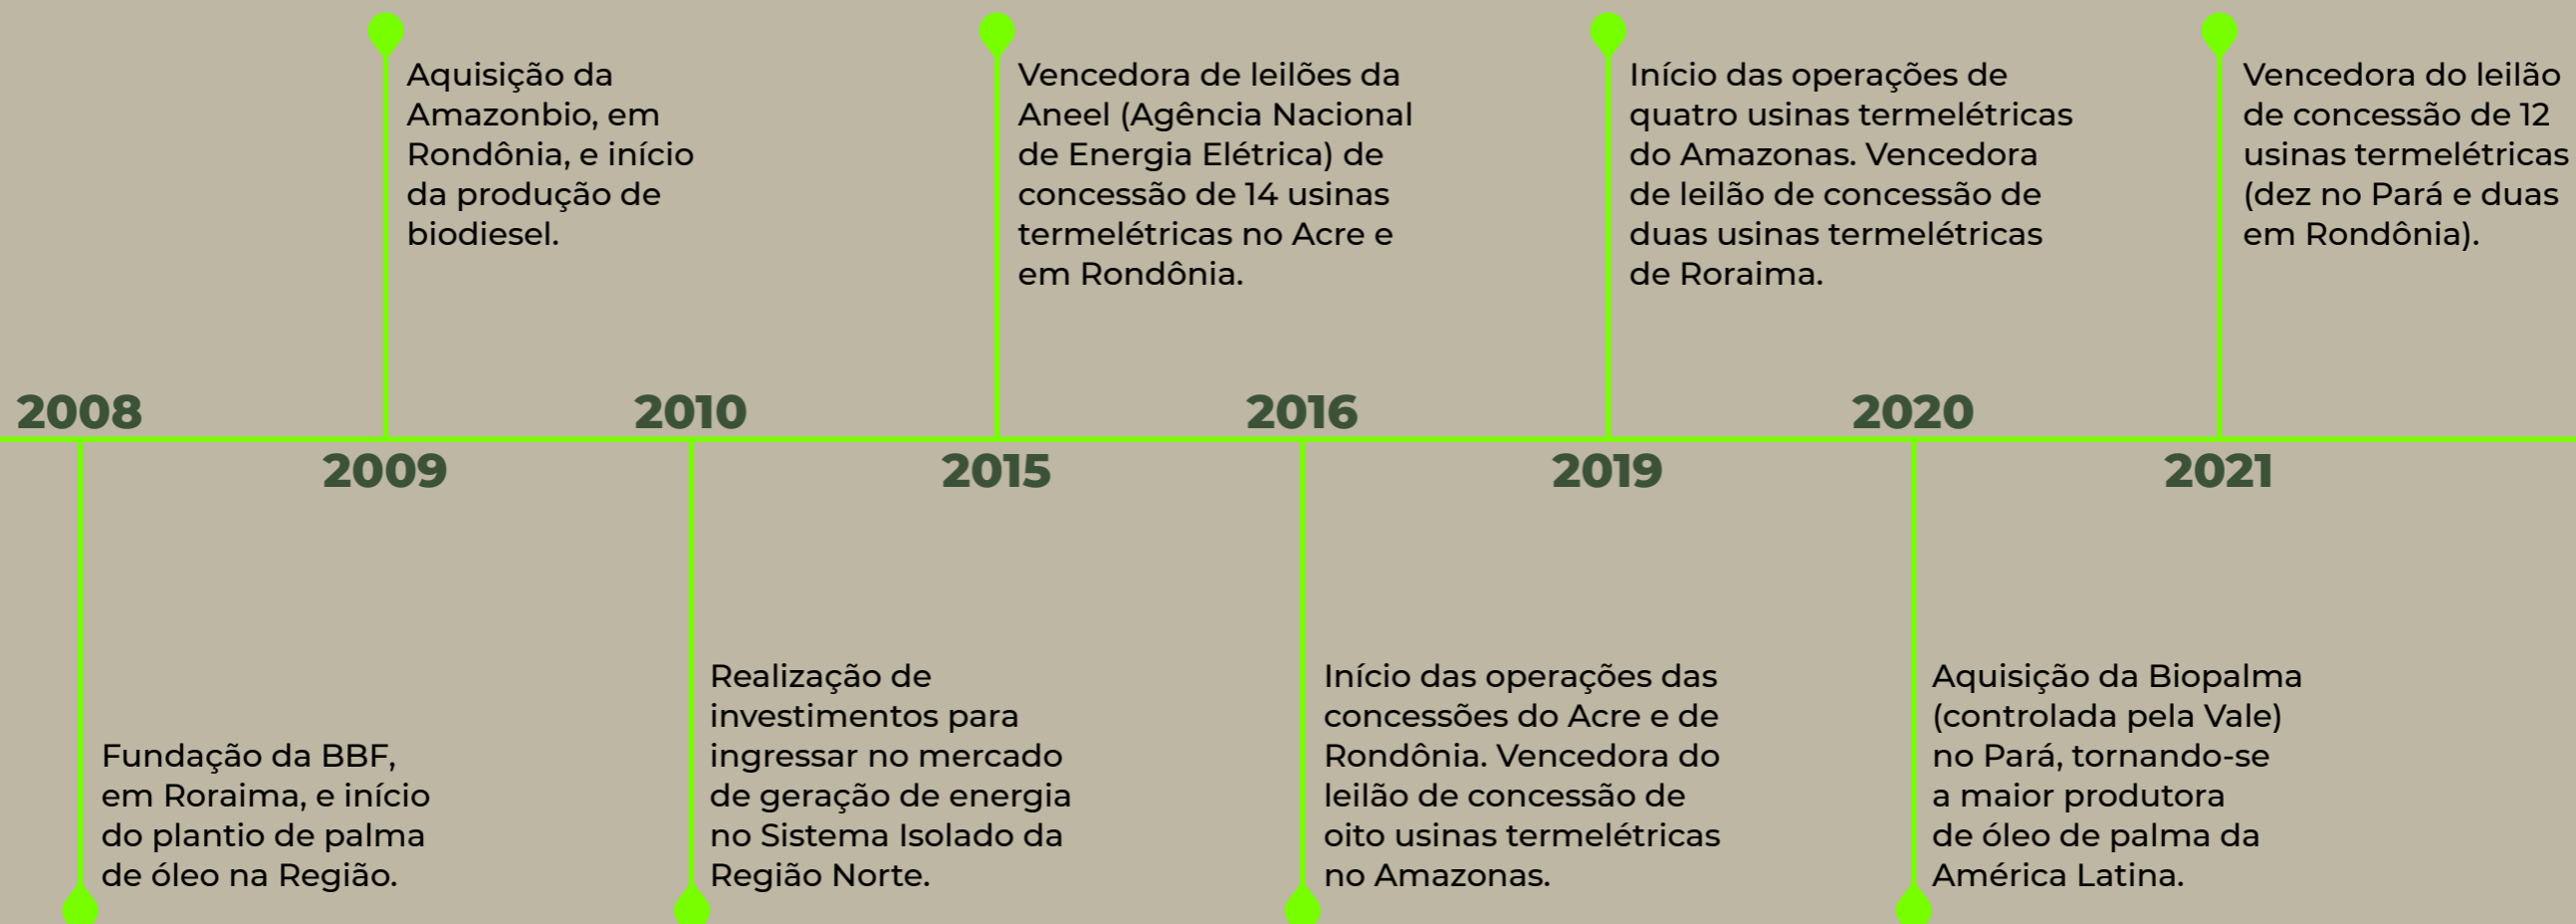 2008
Fundação da BBF,
em Roraima, e início
do plantio de palma
de óleo na Região.
2009
Aquisição da
Amazonbio, em
Rondônia, e início
da produção de
biodiesel.
2010
Realização de
investimentos para
ingressar no mercado
de geração de energia
no Sistema Isolado da
Região Norte.
2015
Vencedora de leilões da
Aneel (Agência Nacional
de Energia Elétrica) de
concessão de 14 usinas
termelétricas no Acre e
em Rondônia.
2016
Início das operações das
concessões do Acre e de
Rondônia. Vencedora do
leilão de concessão de
oito usinas termelétricas
no Amazonas.
2019
Início das operações de
quatro usinas termelétricas
do Amazonas. Vencedora
de leilão de concessão de
duas usinas termelétricas
de Roraima.
2020
Aquisição da Biopalma
(controlada pela Vale)
no Pará, tornando-se
a maior produtora
de óleo de palma da
América Latina.
2021
Vencedora do leilão
de concessão de 12
usinas termelétricas
(dez no Pará e duas
em Rondônia).